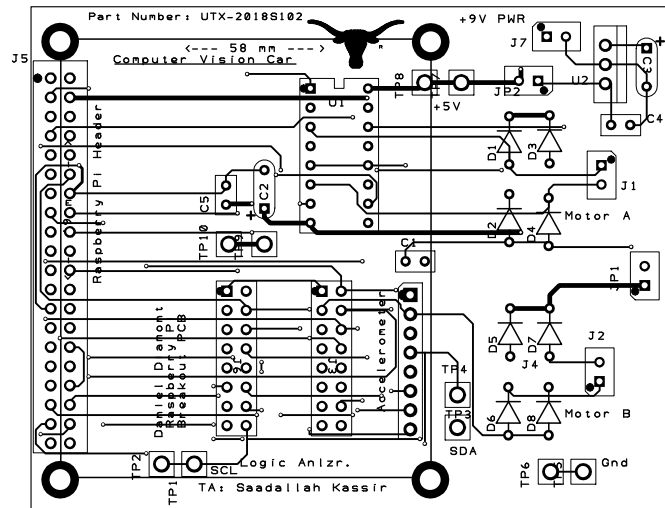 Part Number: UTX-2018S102
+9V PWR
J5
<--- 58 mm --->
Computer Vision Car
J7
C3
+
U2
U1
TP8
JP2
+5V
C4
D1
D3
Raspberry Pi Header
C5
C2
+
J1
D2
D4
Motor A
TP10
TP9
C1
JP1
Accelerometer
D5
D7
J2
J4
Daniel Diamont
Breakout PCB
TP4
TP3
D6
D8
Motor B
SDA
TP2
TP1
SCL
Logic Anlzr.
TP6
TP5
Gnd
TA: Saadallah Kassir